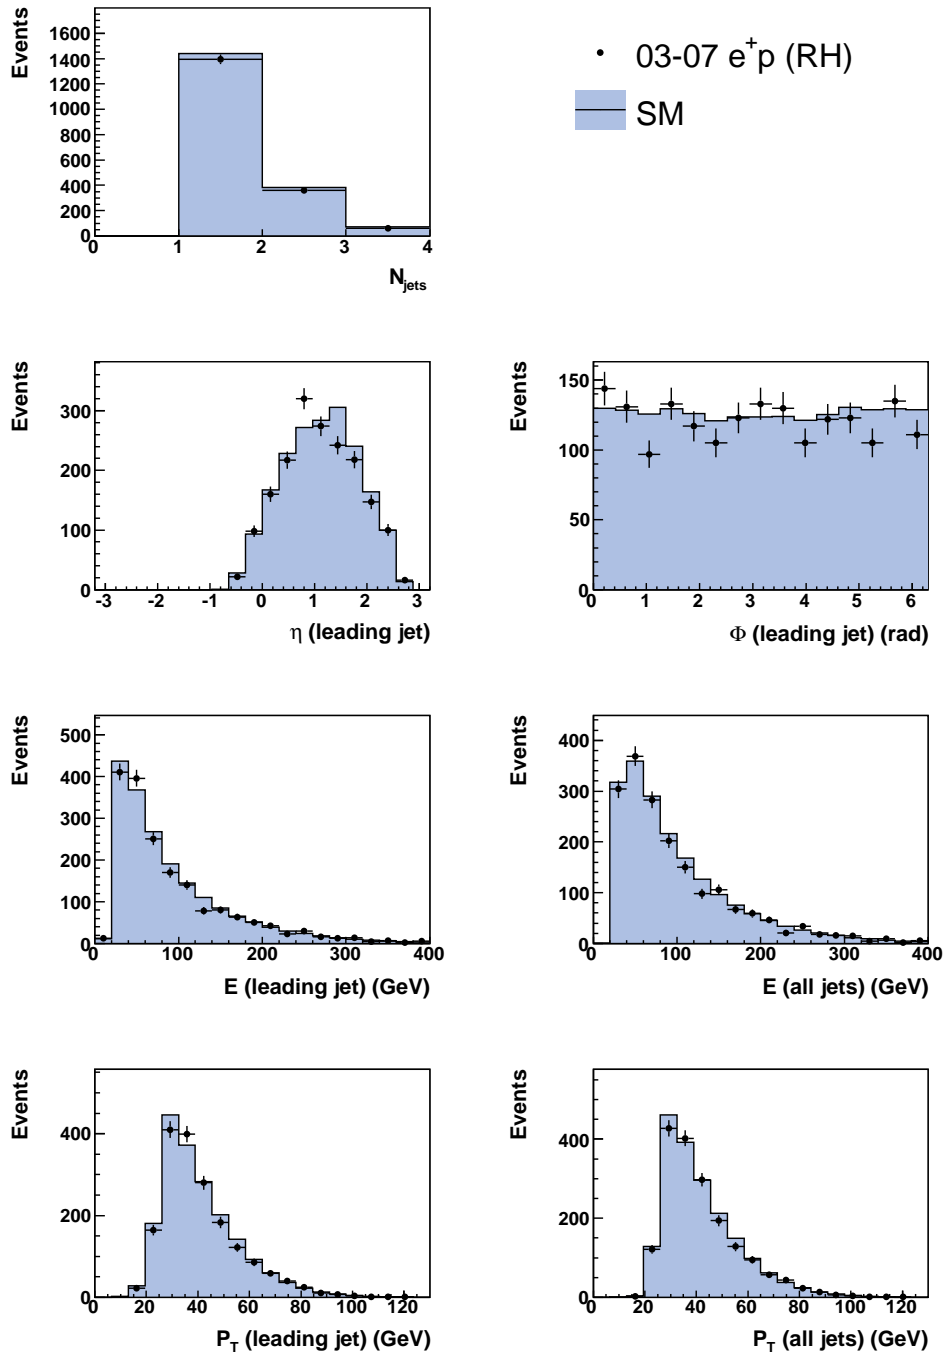 Events
1600
1400
1200
1000
800
600
400
200
0
0 1 2 3 4
N_jets
03-07 e⁺p (RH)
SM
Events
300
200
100
0
-3 -2 -1 0 1 2 3
η (leading jet)
Events
150
100
50
0
0 1 2 3 4 5 6
Φ (leading jet) (rad)
Events
500
400
300
200
100
0
0 100 200 300 400
E (leading jet) (GeV)
Events
400
300
200
100
0
0 100 200 300 400
E (all jets) (GeV)
Events
400
200
0
0 20 40 60 80 100 120
P_T (leading jet) (GeV)
Events
400
200
0
0 20 40 60 80 100 120
P_T (all jets) (GeV)